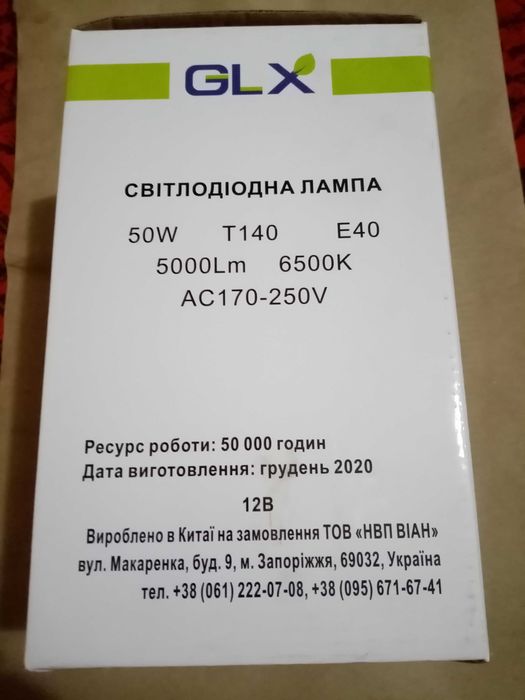 GLX
СВІТЛОДІОДНА ЛАМПА
50W T140 E40
5000Lm 6500K
AC170-250V
Ресурс роботи: 50 000 годин
Дата виготовлення: грудень 2020
12В
Вироблено в Китаї на замовлення ТОВ «НВП ВІАН»
вул. Макаренка, буд. 9, м. Запоріжжя, 69032, Україна
тел. +38 (061) 222-07-08, +38 (095) 671-67-41